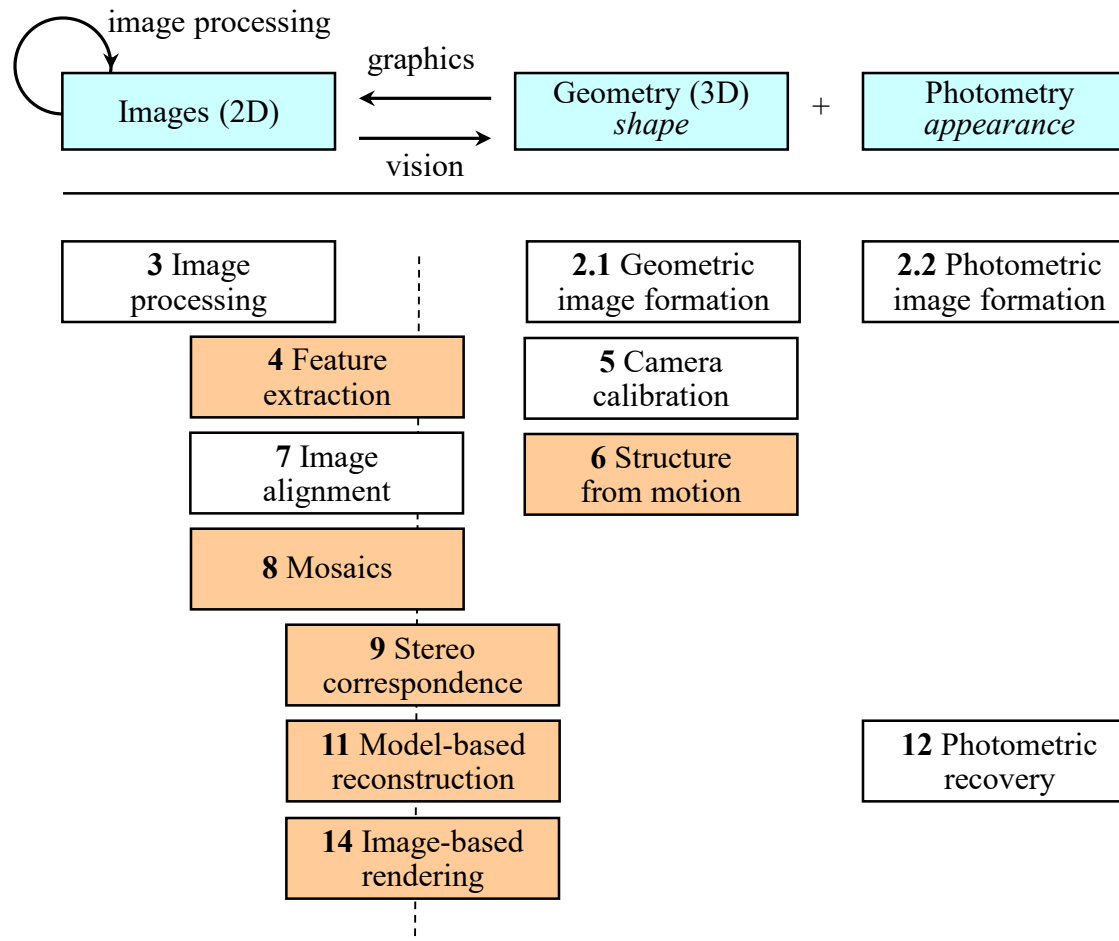 image processing
graphics
Images (2D)
vision
Geometry (3D)
shape
+
Photometry
appearance
3 Image
processing
2.1 Geometric
image formation
2.2 Photometric
image formation
4 Feature
extraction
5 Camera
calibration
7 Image
alignment
6 Structure
from motion
8 Mosaics
9 Stereo
correspondence
11 Model-based
reconstruction
12 Photometric
recovery
14 Image-based
rendering